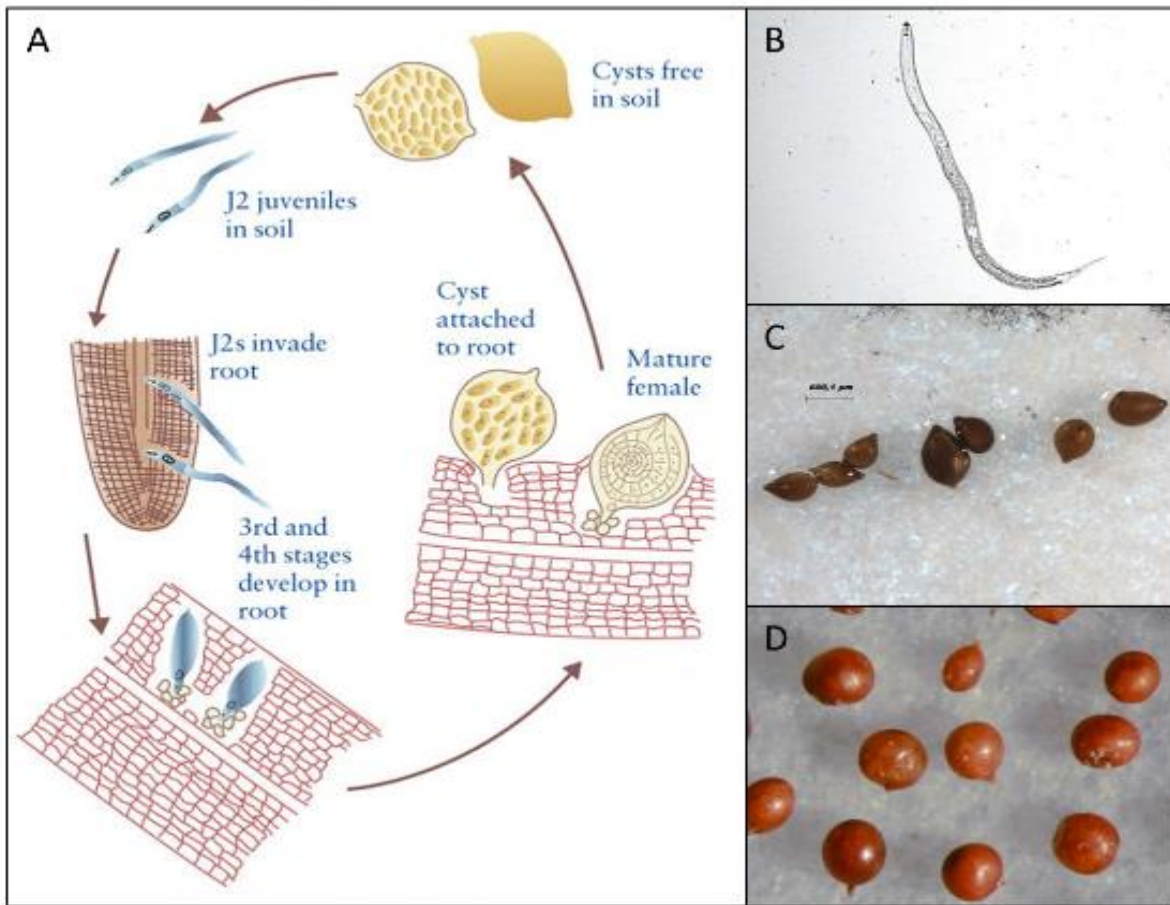 A
Cysts free
in soil
J2 juveniles
in soil
J2s invade
root
3rd and
4th stages
develop in
root
Cyst
attached
to root
Mature
female
B
C
D